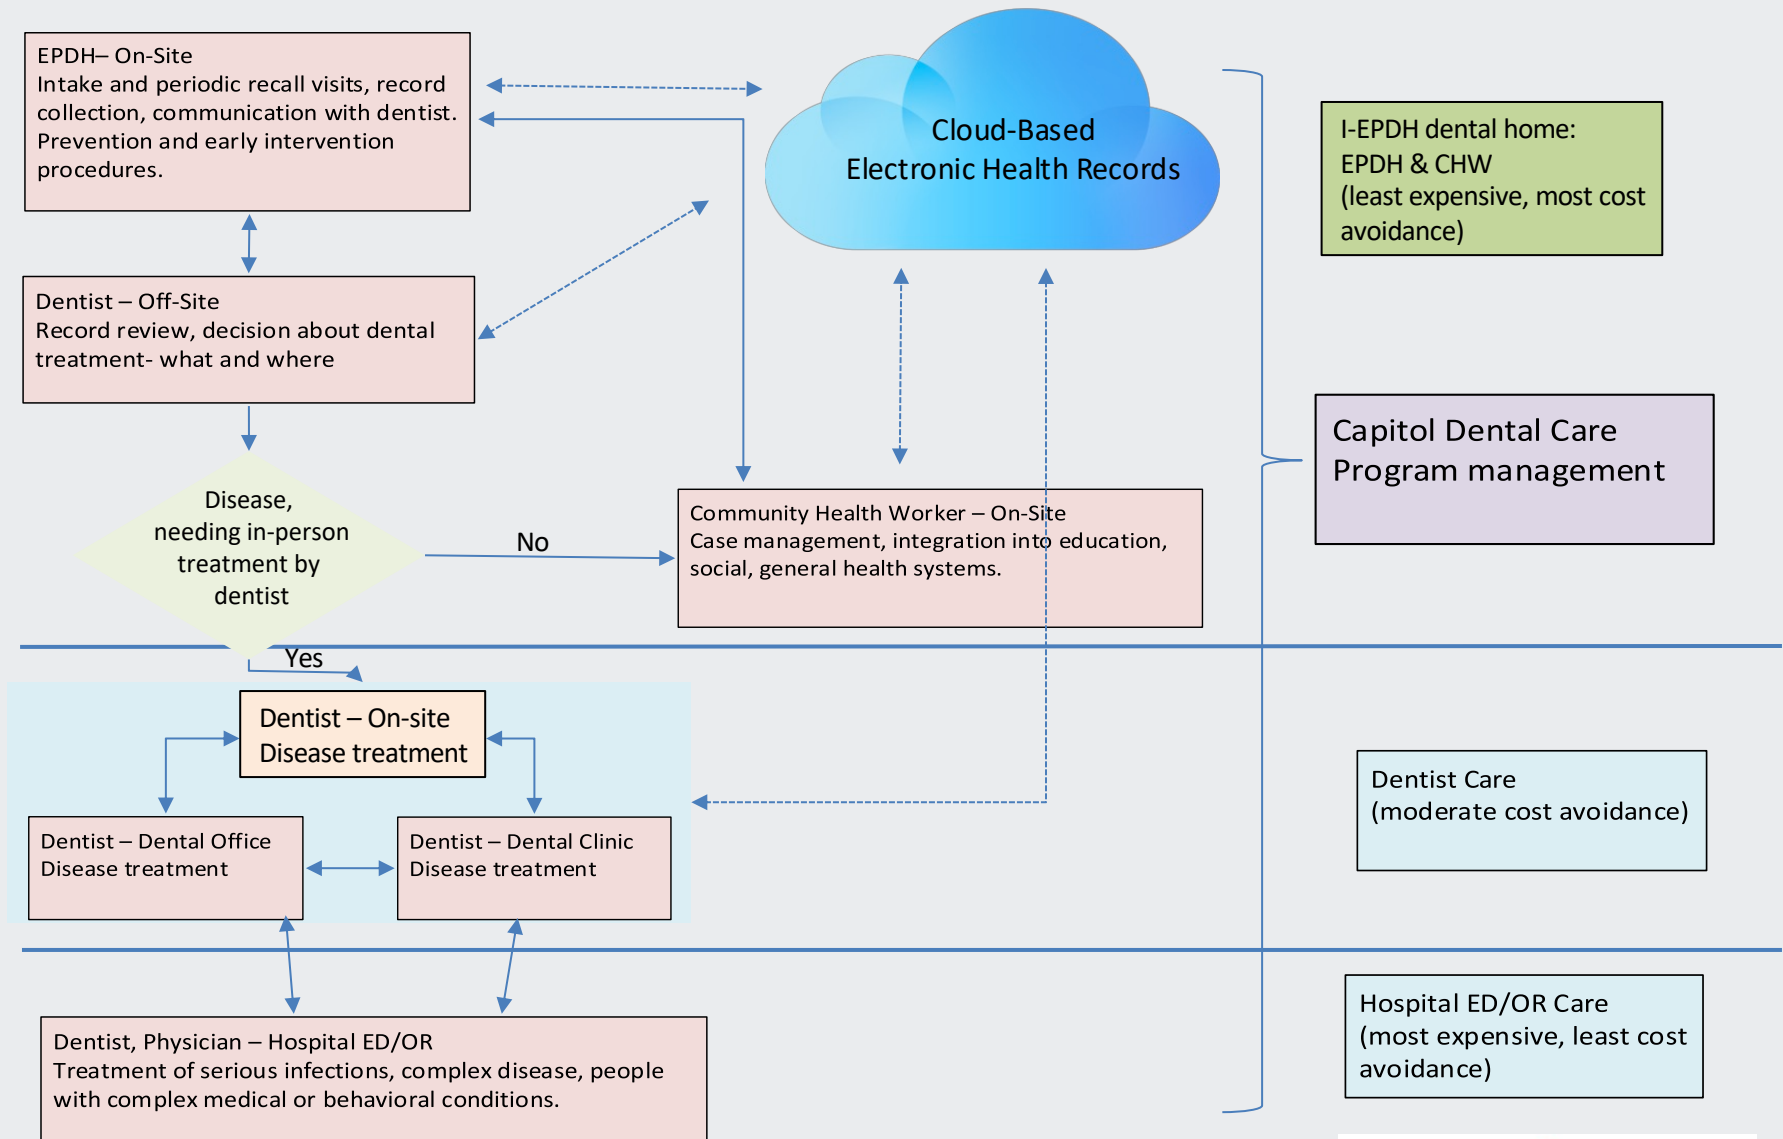 EPDH– On-Site
Intake and periodic recall visits, record
collection, communication with dentist.
Prevention and early intervention
procedures.
Cloud-Based
Electronic Health Records
I-EPDH dental home:
EPDH & CHW
(least expensive, most cost
avoidance)
Dentist – Off-Site
Record review, decision about dental
treatment- what and where
Capitol Dental Care
Program management
Disease,
needing in-person
treatment by
dentist
No
Community Health Worker – On-Site
Case management, integration into education,
social, general health systems.
Yes
Dentist – On-site
Disease treatment
Dentist Care
(moderate cost avoidance)
Dentist – Dental Office
Disease treatment
Dentist – Dental Clinic
Disease treatment
Hospital ED/OR Care
(most expensive, least cost
avoidance)
Dentist, Physician – Hospital ED/OR
Treatment of serious infections, complex disease, people
with complex medical or behavioral conditions.